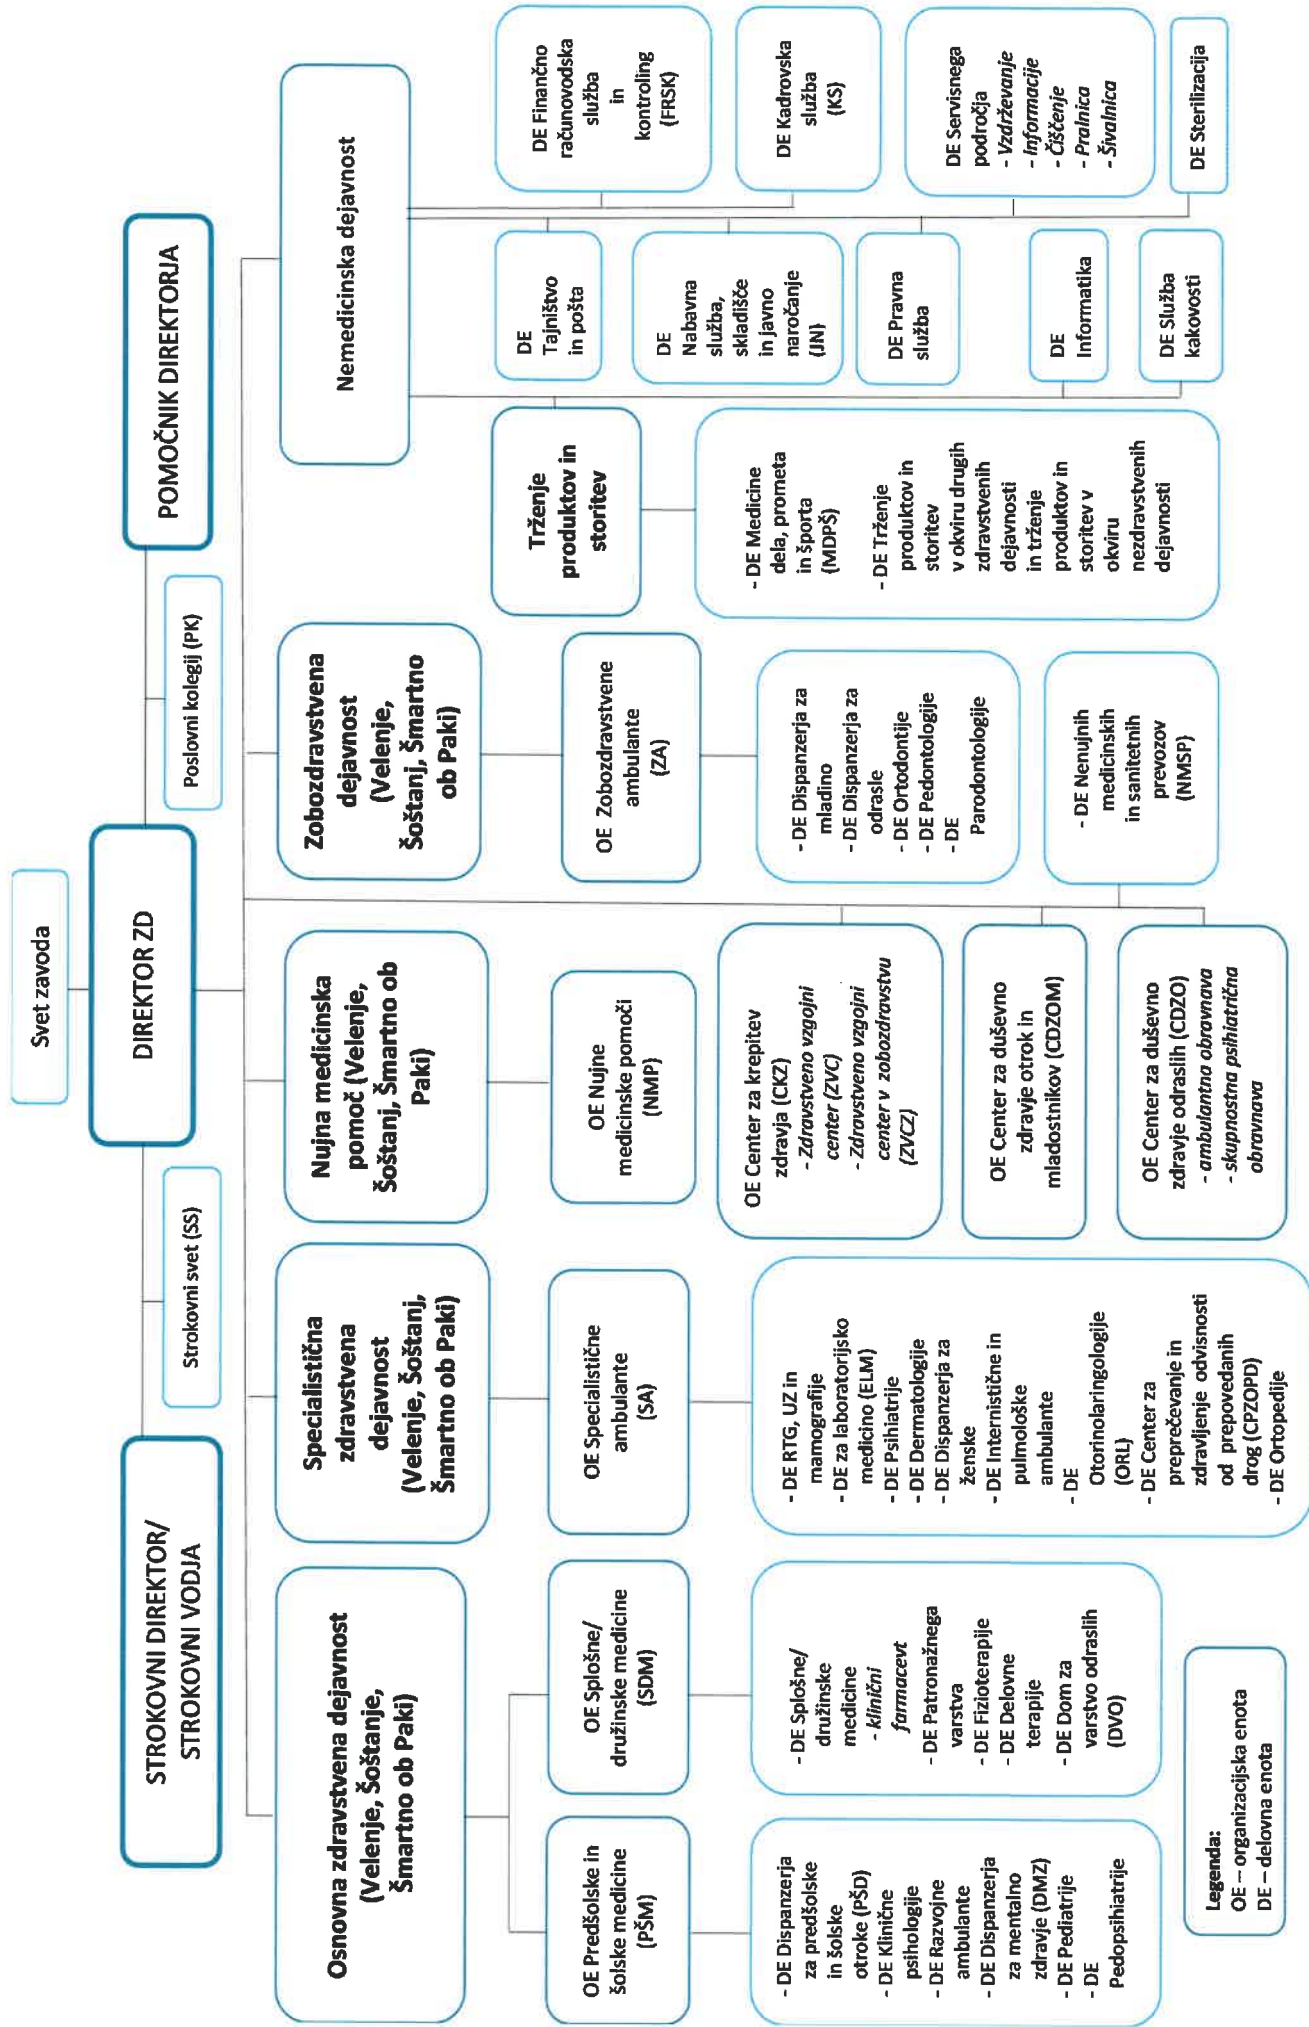 Svet zavoda
STROKOVNI DIREKTOR/
STROKOVNI VODJA
DIREKTOR ZD
POMOČNIK DIREKTORJA
Strokovni svet (SS)
Poslovni kolegij (PK)
Osnovna zdravstvena dejavnost
(Velenje, Šoštanje,
Šmartno ob Paki)
Specialistična
zdravstvena
dejavnost
(Velenje, Šoštanj,
Šmartno ob Paki)
Nujna medicinska
pomoč (Velenje,
Šoštanj, Šmartno ob
Paki)
Zobozdravstvena
dejavnost
(Velenje,
Šoštanj, Šmartno
ob Paki)
Nemedicinska dejavnost
OE Predšolske in
šolske medicine
(PŠM)
OE Splošne/
družinske medicine
(SDM)
OE Specialistične
ambulante
(SA)
OE Nujne
medicinske pomoči
(NMP)
OE Zobozdravstvene
ambulante
(ZA)
Trženje
produktov in
storitev
DE
Tajništvo
in pošta
DE Finančno
računovodska
služba
in
kontroling
(FRSK)
- DE Dispanzerja
za predšolske
in šolske
otroke (PŠD)
- DE Klinične
psihologije
- DE Razvojne
ambulante
- DE Dispanzerja
za mentalno
zdravje (DMZ)
- DE Pediatrije
- DE
Pedopsihiatrije
- DE Splošne/
družinske
medicine
- klinični
farmacevt
- DE Patronažnega
varstva
- DE Fizioterapije
- DE Delovne
terapije
- DE Dom za
varstvo odraslih
(DVO)
- DE RTG, UZ in
mamografije
- DE za laboratorijsko
medicino (ELM)
- DE Psihiatrije
- DE Dermatologije
- DE Dispanzerja za
ženske
- DE Internistične in
pulmološke
ambulante
- DE
Otorinolaringologije
(ORL)
- DE Center za
preprečevanje in
zdravljenje odvisnosti
od prepovedanih
drog (CPZOPD)
- DE Ortopedije
OE Center za krepitev
zdravja (CKZ)
- Zdravstveno vzgojni
center (ZVC)
- Zdravstveno vzgojni
center v zobozdravstvu
(ZVCZ)
OE Center za duševno
zdravje otrok in
mladostnikov (CDZOM)
OE Center za duševno
zdravje odraslih (CDZO)
- ambulantna obravnava
- skupnostna psihiatrična
obravnava
- DE Dispanzerja za
mladino
- DE Dispanzerja za
odrasle
- DE Ortodontije
- DE Pedontologije
- DE
Parodontologije
- DE Nenujnih
medicinskih
in sanitetnih
prevozov
(NMSP)
- DE Medicine
dela, prometa
in športa
(MDPŠ)
- DE Trženje
produktov in
storitev
v okviru drugih
zdravstvenih
dejavnosti
in trženje
produktov in
storitev v
okviru
nezdravstvenih
dejavnosti
DE
Nabavna
služba,
skladišče
in javno
naročanje
(JN)
DE Pravna
služba
DE
Informatika
DE Služba
kakovosti
DE Kadrovska
služba
(KS)
DE Servisnega
področja
- Vzdrževanje
- Informacije
- Čiščenje
- Pralnica
- Šivalnica
DE Sterilizacija
Legenda:
OE – organizacijska enota
DE – delovna enota